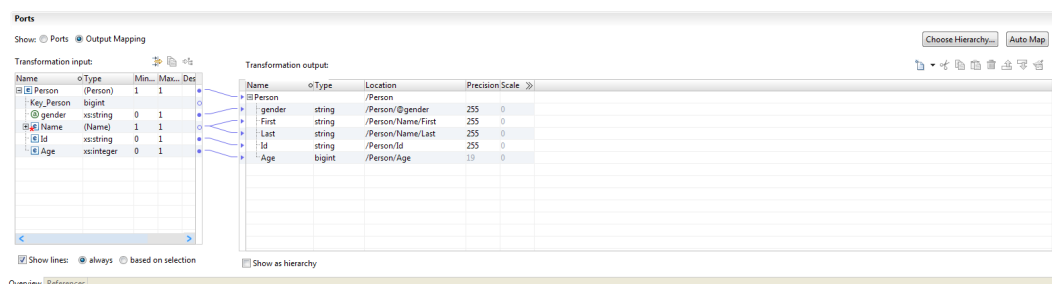 Ports
Show: Ports Output Mapping
Choose Hierarchy... Auto Map
Transformation input:
Transformation output:
Name Type Min... Max... Des
Person (Person) 1 1
Key_Person bigint
gender xs:string 0 1
Name (Name) 1 1
Id xs:string 0 1
Age xs:integer 0 1
Name Type Location Precision Scale
Person /Person
gender string /Person/@gender 255 0
First string /Person/Name/First 255 0
Last string /Person/Name/Last 255 0
Id string /Person/Id 255 0
Age bigint /Person/Age 19 0
Show lines: always based on selection
Show as hierarchy
Overview References